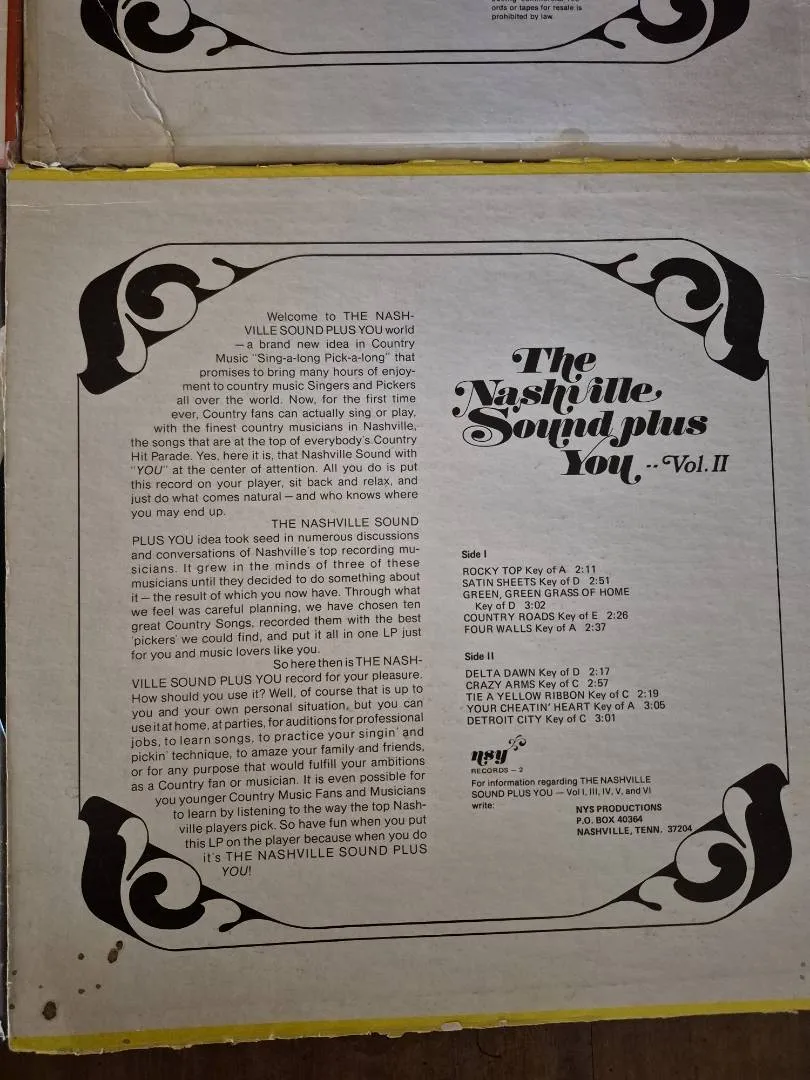 ords or tapes for resale is
prohibited by law.
Welcome to THE NASH-
VILLE SOUND PLUS YOU world
— a brand new idea in Country
Music "Sing-a-long Pick-a-long" that
promises to bring many hours of enjoy-
ment to country music Singers and Pickers
all over the world. Now, for the first time
ever, Country fans can actually sing or play,
with the finest country musicians in Nashville,
the songs that are at the top of everybody's Country
Hit Parade. Yes, here it is, that Nashville Sound with
"YOU" at the center of attention. All you do is put
this record on your player, sit back and relax, and
just do what comes natural — and who knows where
you may end up.
THE NASHVILLE SOUND
PLUS YOU idea took seed in numerous discussions
and conversations of Nashville's top recording mu-
sicians. It grew in the minds of three of these
musicians until they decided to do something about
it — the result of which you now have. Through what
we feel was careful planning, we have chosen ten
great Country Songs, recorded them with the best
'pickers' we could find, and put it all in one LP just
for you and music lovers like you.
So here then is THE NASH-
VILLE SOUND PLUS YOU record for your pleasure.
How should you use it? Well, of course that is up to
you and your own personal situation, but you can
use it at home, at parties, for auditions for professional
jobs, to learn songs, to practice your singin' and
pickin' technique, to amaze your family and friends,
or for any purpose that would fulfill your ambitions
as a Country fan or musician. It is even possible for
you younger Country Music Fans and Musicians
to learn by listening to the way the top Nash-
ville players pick. So have fun when you put
this LP on the player because when you do
it's THE NASHVILLE SOUND PLUS
YOU!
The
Nashville
Sound plus
You -- Vol. II
Side I
ROCKY TOP Key of A 2:11
SATIN SHEETS Key of D 2:51
GREEN, GREEN GRASS OF HOME
Key of D 3:02
COUNTRY ROADS Key of E 2:26
FOUR WALLS Key of A 2:37
Side II
DELTA DAWN Key of D 2:17
CRAZY ARMS Key of C 2:57
TIE A YELLOW RIBBON Key of C 2:19
YOUR CHEATIN' HEART Key of A 3:05
DETROIT CITY Key of C 3:01
nsy
RECORDS — 2
For information regarding THE NASHVILLE
SOUND PLUS YOU — Vol I, III, IV, V, and VI
write:
NYS PRODUCTIONS
P.O. BOX 40364
NASHVILLE, TENN. 37204